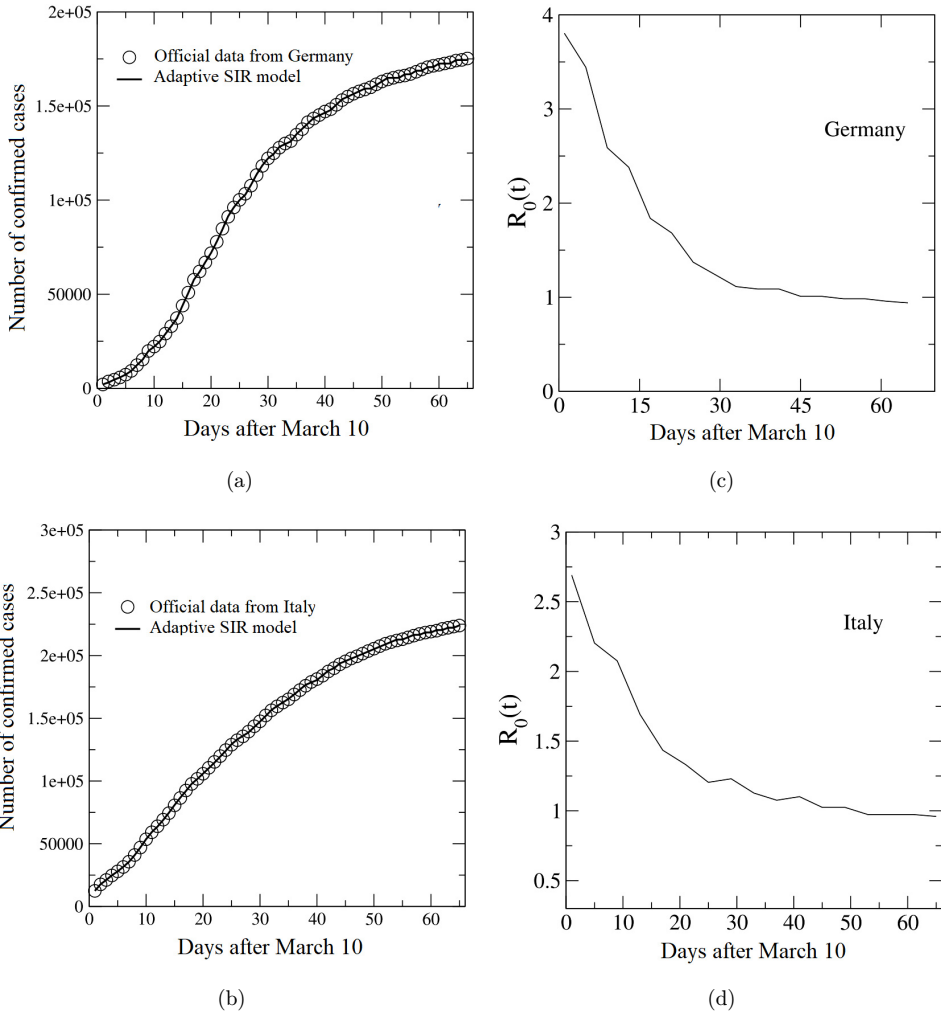 2e+05
1.5e+05
1e+05
50000
0
0 10 20 30 40 50 60
Number of confirmed cases
Official data from Germany
Adaptive SIR model
Days after March 10
(a)
4
3
2
1
0
0 15 30 45 60
R_0(t)
Germany
Days after March 10
(c)
3e+05
2.5e+05
2e+05
1.5e+05
1e+05
50000
0
0 10 20 30 40 50 60
Number of confirmed cases
Official data from Italy
Adaptive SIR model
Days after March 10
(b)
3
2.5
2
1.5
1
0.5
0 10 20 30 40 50 60
R_0(t)
Italy
Days after March 10
(d)